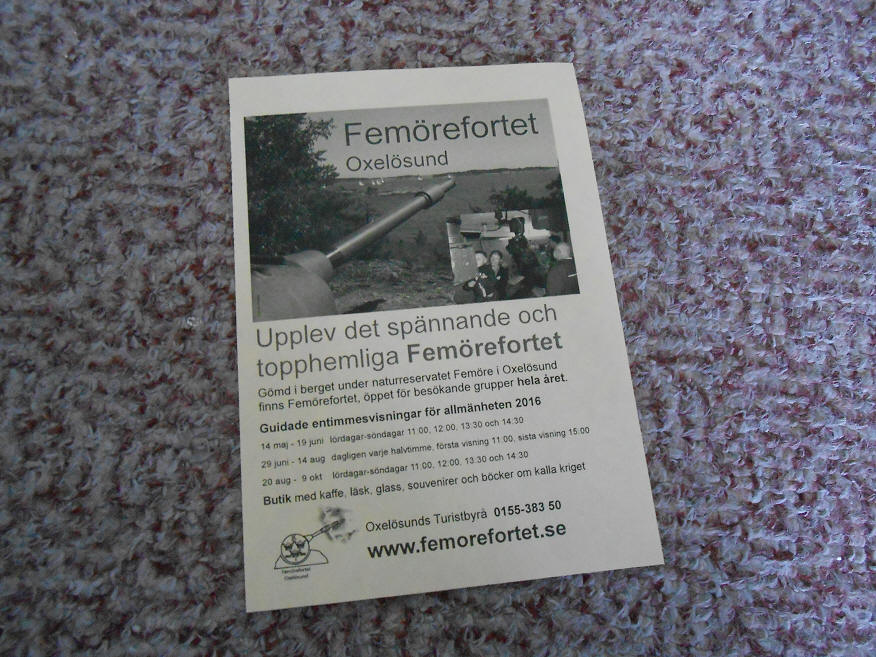 Femörefortet
Oxelösund
Upplev det spännande och
topphemliga Femörefortet
Gömd i berget under naturreservatet Femöre i Oxelösund
finns Femörefortet, öppet för besökande grupper hela året.
Guidade entimmesvisningar för allmänheten 2016
14 maj - 19 juni lördagar-söndagar 11:00, 12:00, 13:30 och 14:30
29 juni - 14 aug dagligen varje halvtimme, första visning 11:00, sista visning 15:00
20 aug - 9 okt lördagar-söndagar 11:00, 12:00, 13:30 och 14:30
Butik med kaffe, läsk, glass, souvenirer och böcker om kalla kriget
Oxelösunds Turistbyrå 0155-383 50
www.femorefortet.se
Femörefortet
Oxelösund